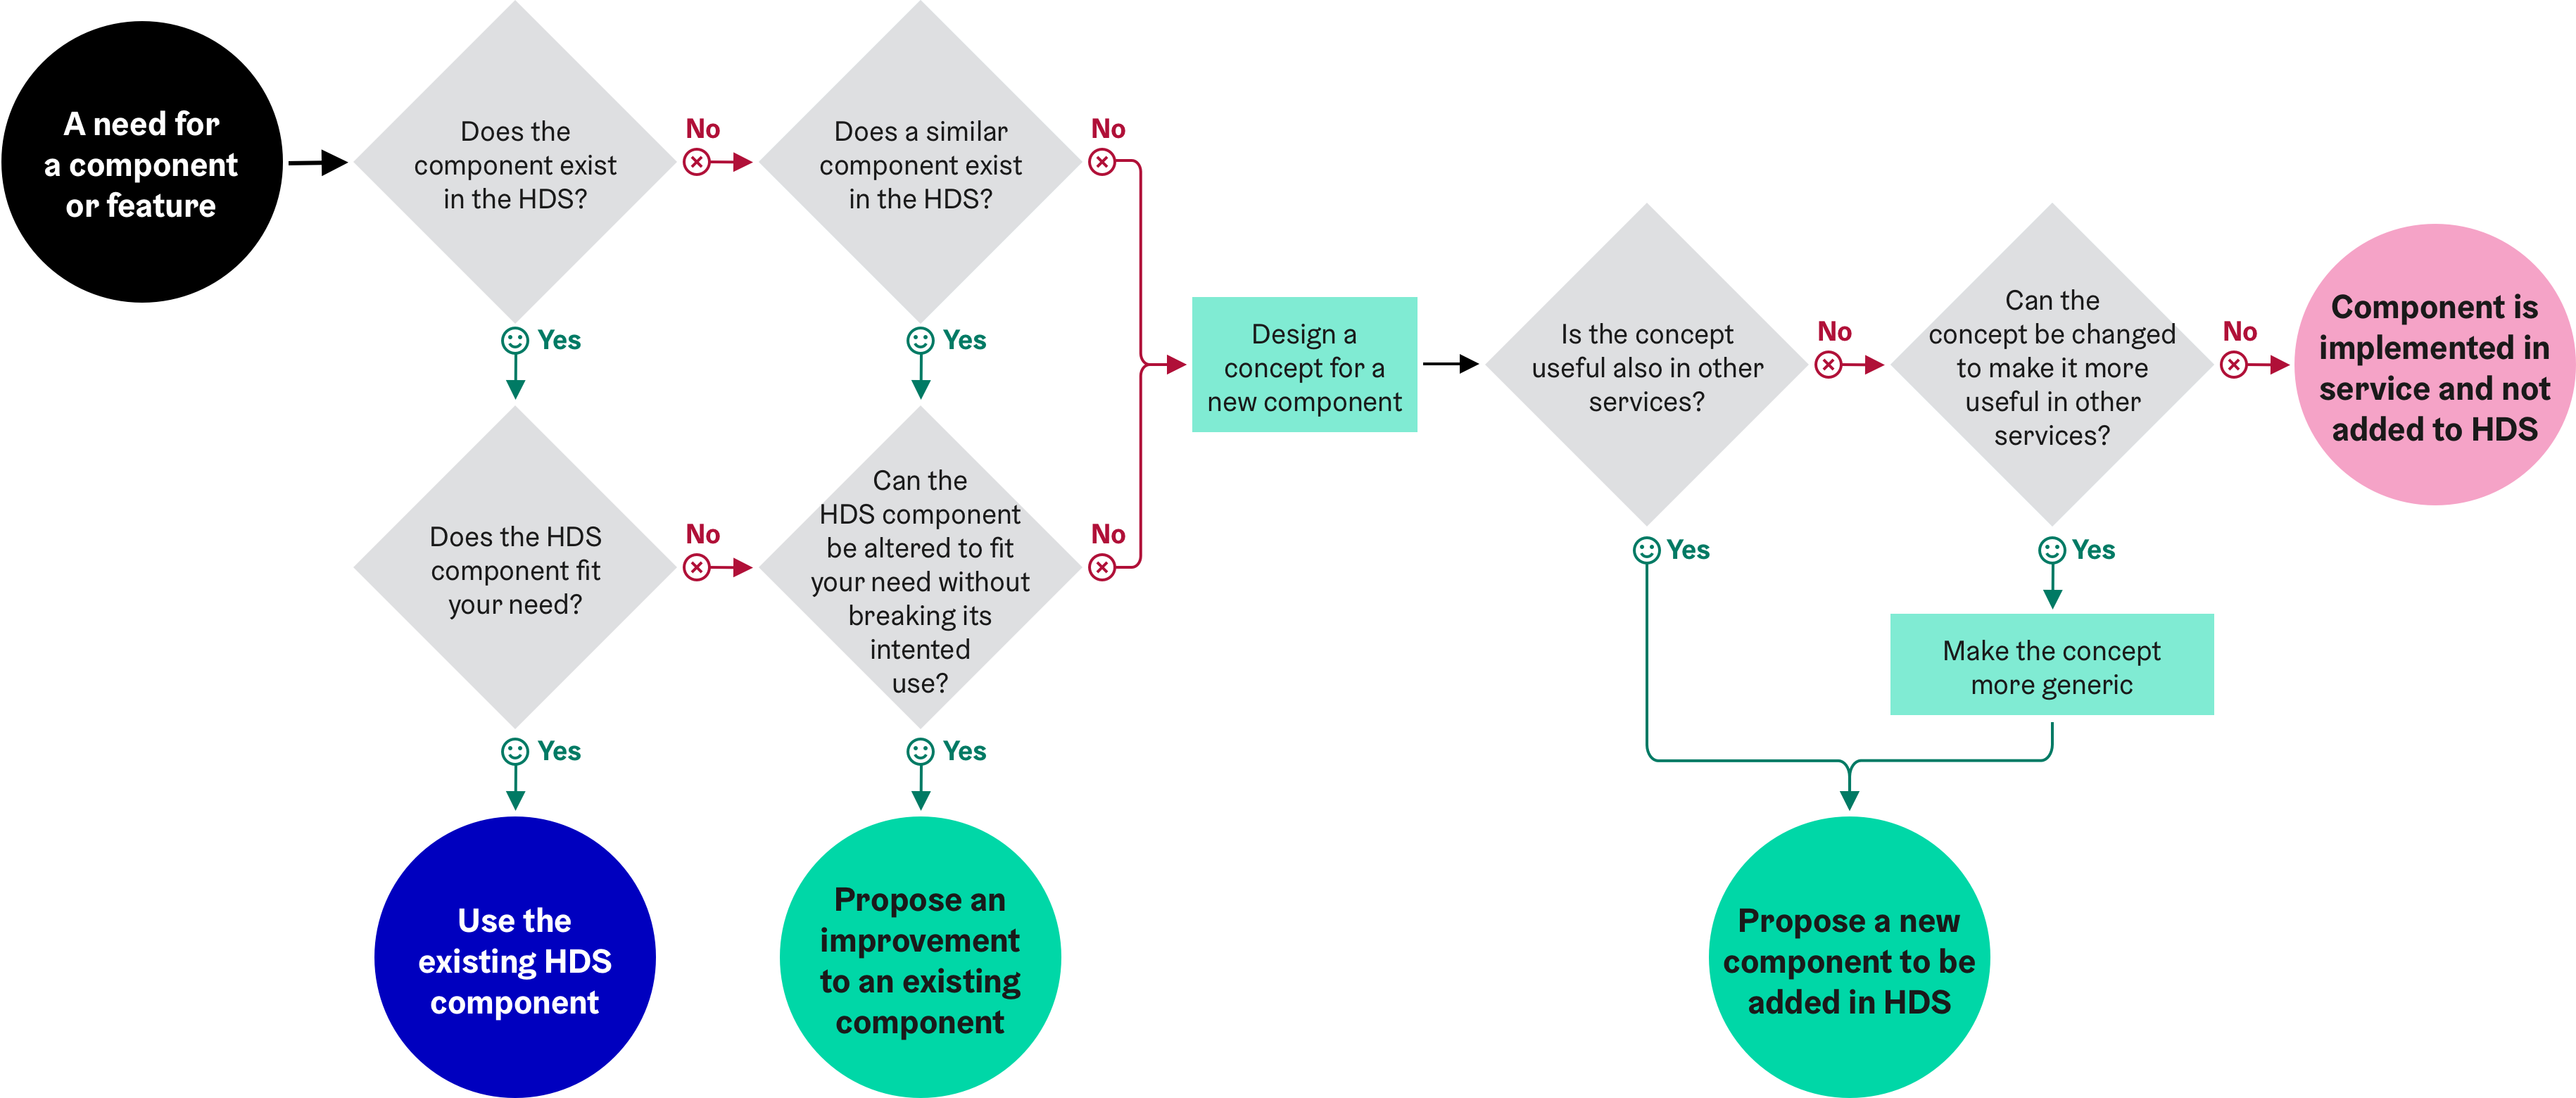 A need for
a component
or feature
Does the
component exist
in the HDS?
No
Does a similar
component exist
in the HDS?
No
Yes
Yes
Does the HDS
component fit
your need?
No
Can the
HDS component
be altered to fit
your need without
breaking its
intented
use?
No
Yes
Use the
existing HDS
component
Yes
Propose an
improvement
to an existing
component
Design a
concept for a
new component
Is the concept
useful also in other
services?
No
Can the
concept be changed
to make it more
useful in other
services?
No
Component is
implemented in
service and not
added to HDS
Yes
Yes
Make the concept
more generic
Propose a new
component to be
added in HDS